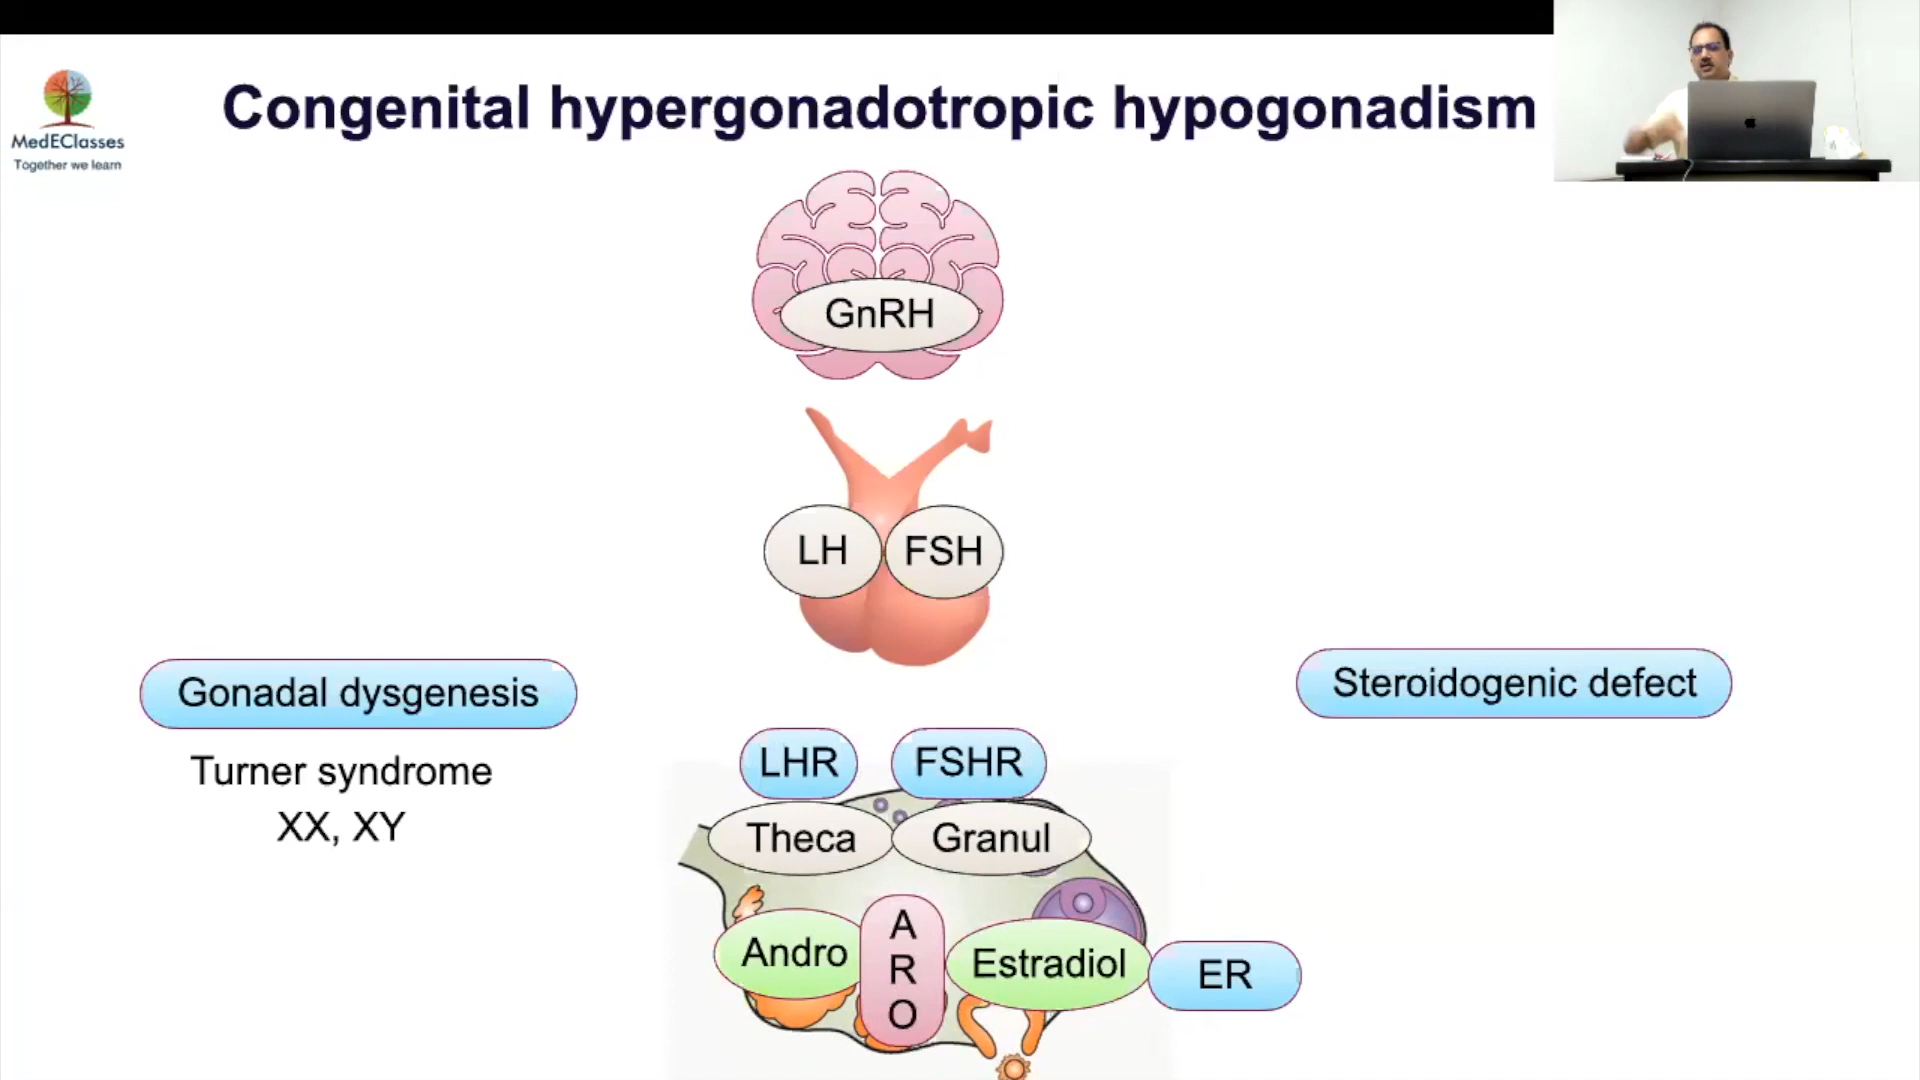 MedEClasses
Together we learn
Congenital hypergonadotropic hypogonadism
GnRH
LH
FSH
Gonadal dysgenesis
Turner syndrome
XX, XY
Steroidogenic defect
LHR
FSHR
Theca
Granul
Andro
A
R
O
Estradiol
ER